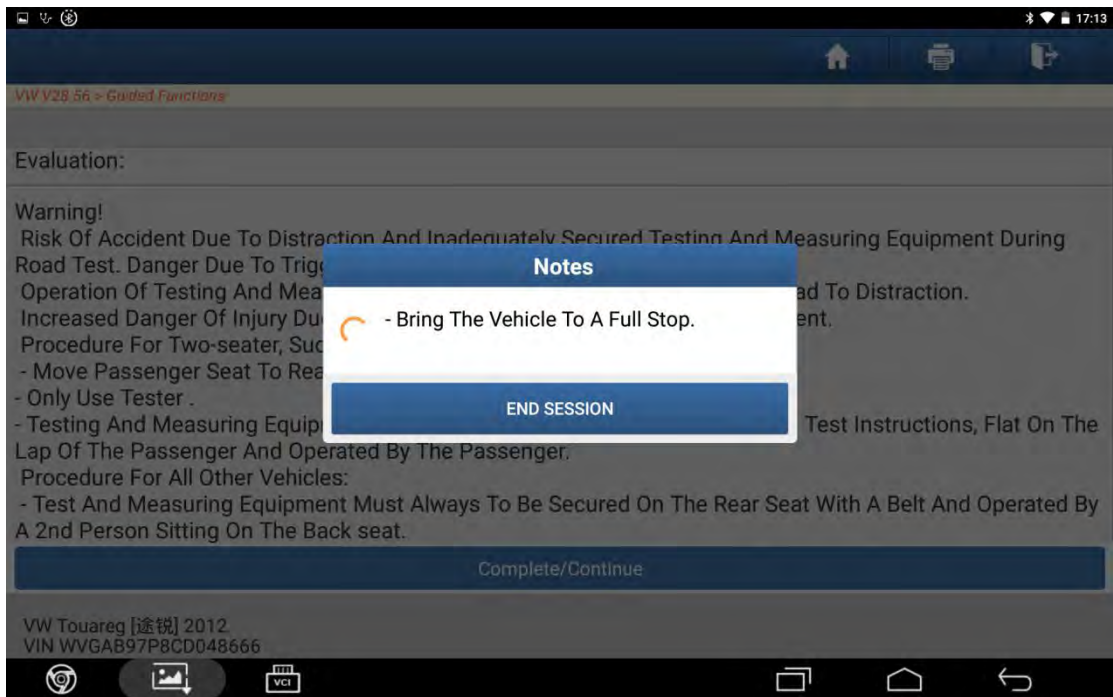 17:13
VW V28.56 > Guided Functions
Evaluation:
Warning!
Risk Of Accident Due To Distraction And Inadequately Secured Testing And Measuring Equipment During
Road Test. Danger Due To Trigg
Notes
Operation Of Testing And Mea
ad To Distraction.
- Bring The Vehicle To A Full Stop.
Increased Danger Of Injury Du
ent.
Procedure For Two-seater, Suc
- Move Passenger Seat To Rea
- Only Use Tester .
END SESSION
- Testing And Measuring Equip
Test Instructions, Flat On The
Lap Of The Passenger And Operated By The Passenger.
Procedure For All Other Vehicles:
- Test And Measuring Equipment Must Always To Be Secured On The Rear Seat With A Belt And Operated By
A 2nd Person Sitting On The Back seat.
Complete/Continue
VW Touareg [途锐] 2012
VIN WVGAB97P8CD048666
VCI